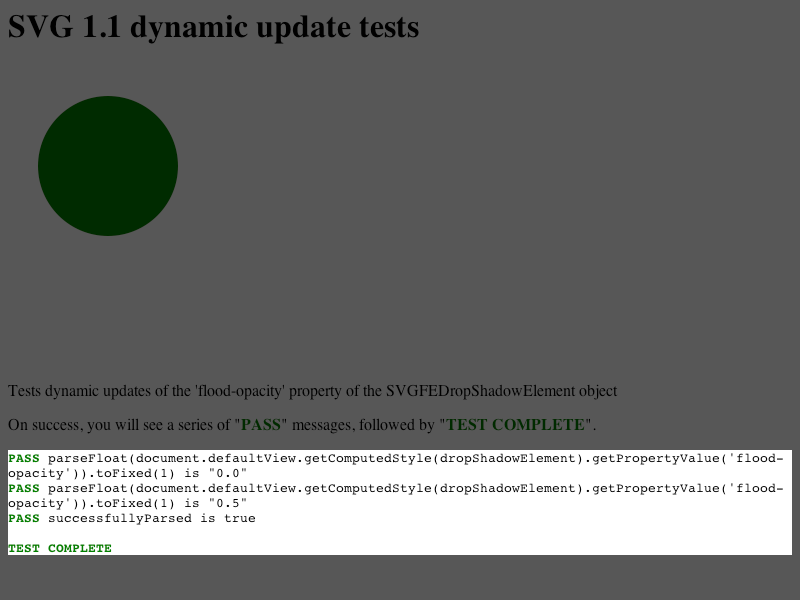 SVG 1.1 dynamic update tests
Tests dynamic updates of the 'flood-opacity' property of the SVGFEDropShadowElement object
On success, you will see a series of "PASS" messages, followed by "TEST COMPLETE".
PASS parseFloat(document.defaultView.getComputedStyle(dropShadowElement).getPropertyValue('flood-
opacity')).toFixed(1) is "0.0"
PASS parseFloat(document.defaultView.getComputedStyle(dropShadowElement).getPropertyValue('flood-
opacity')).toFixed(1) is "0.5"
PASS successfullyParsed is true
TEST COMPLETE